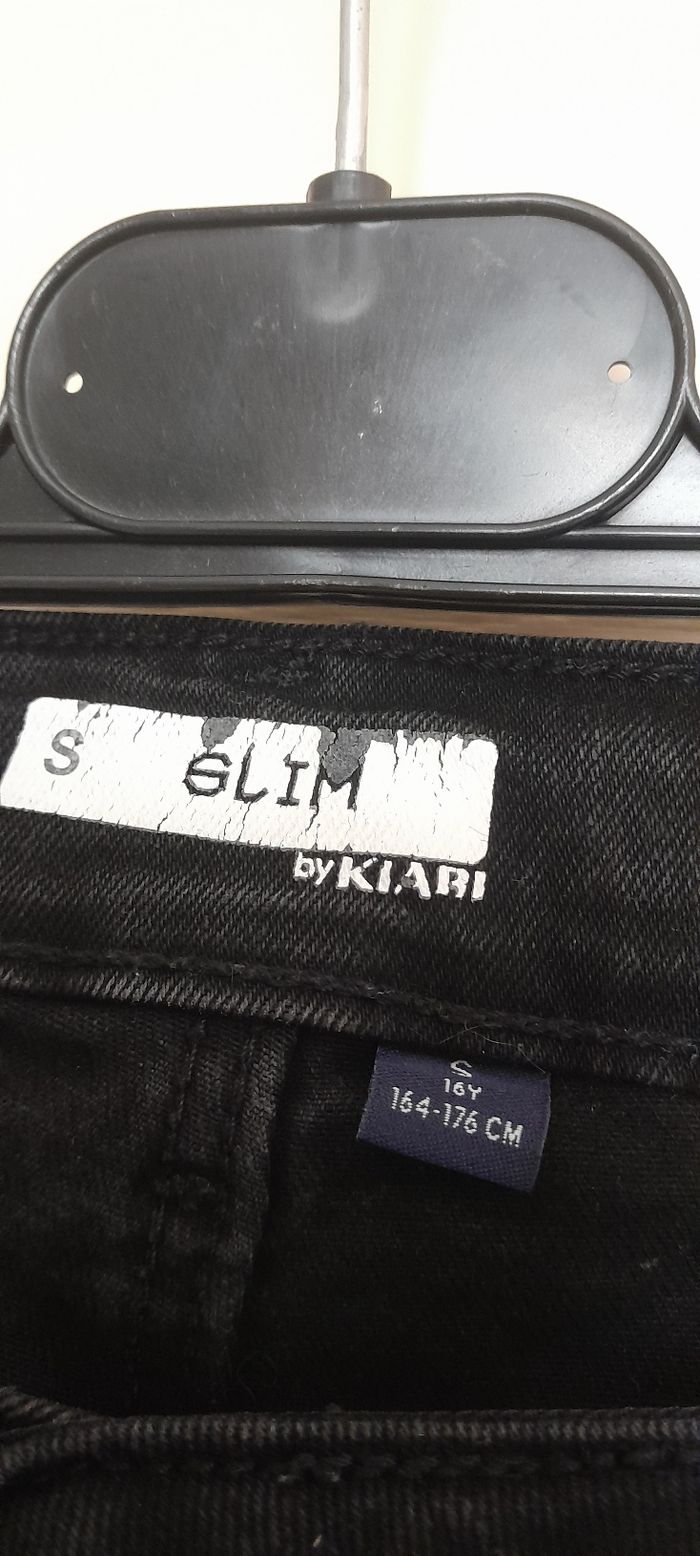 S SLIM
by KIABI
S
16Y
164-176 CM